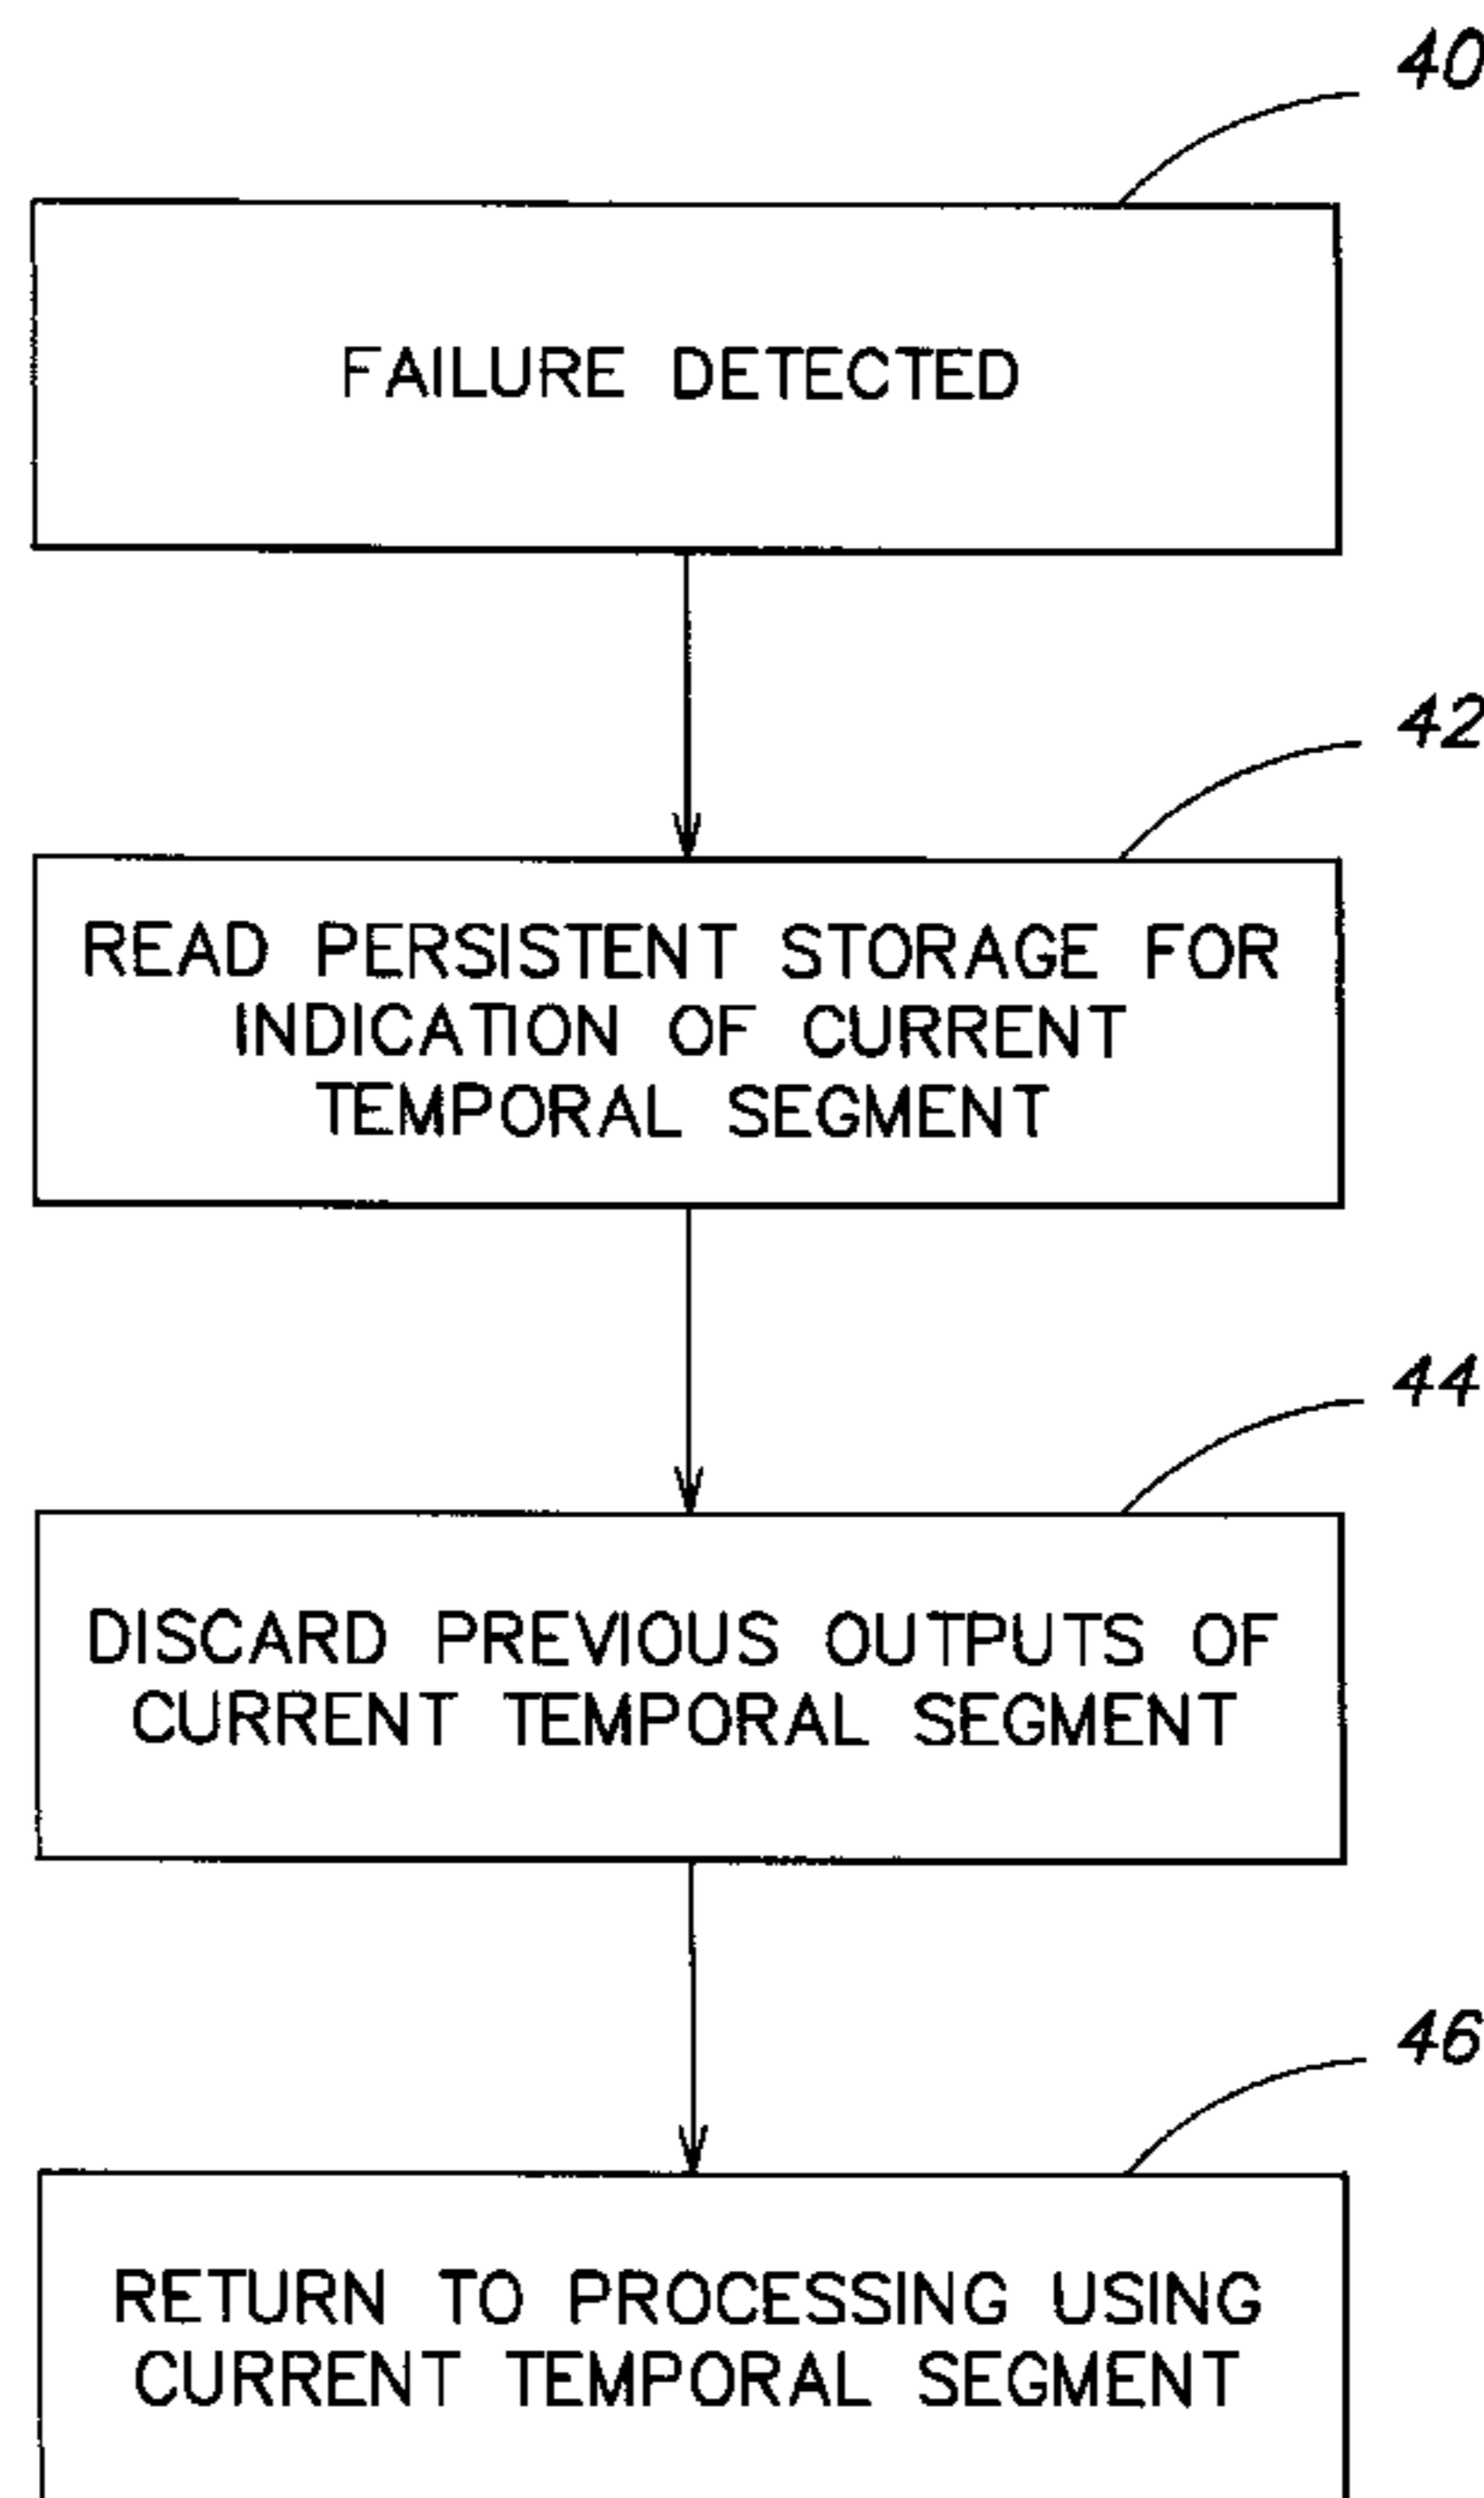 40
FAILURE DETECTED
42
READ PERSISTENT STORAGE FOR
INDICATION OF CURRENT
TEMPORAL SEGMENT
44
DISCARD PREVIOUS OUTPUTS OF
CURRENT TEMPORAL SEGMENT
46
RETURN TO PROCESSING USING
CURRENT TEMPORAL SEGMENT